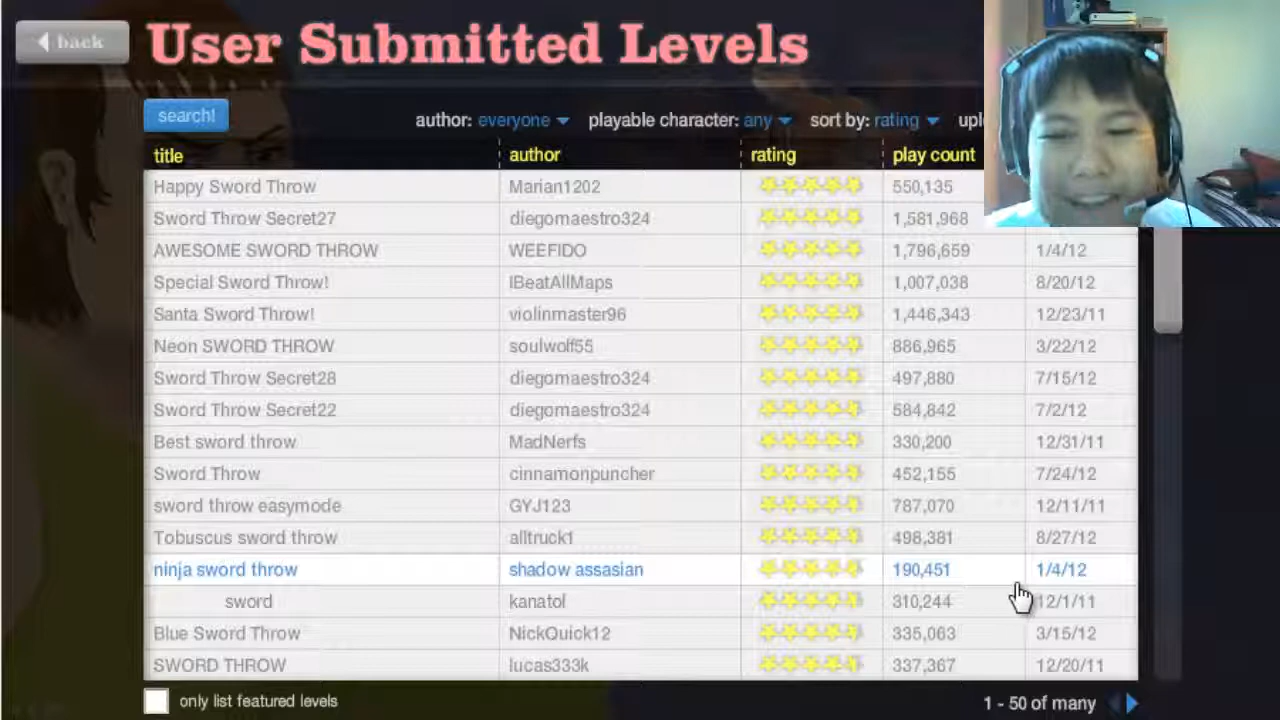 back
User Submitted Levels
search!
author: everyone playable character: any sort by: rating upl
title author rating play count
Happy Sword Throw Marian1202 550,135
Sword Throw Secret27 diegomaestro324 1,581,968
AWESOME SWORD THROW WEEFIDO 1,796,659 1/4/12
Special Sword Throw! IBeatAllMaps 1,007,038 8/20/12
Santa Sword Throw! violinmaster96 1,446,343 12/23/11
Neon SWORD THROW soulwolf55 886,965 3/22/12
Sword Throw Secret28 diegomaestro324 497,880 7/15/12
Sword Throw Secret22 diegomaestro324 584,842 7/2/12
Best sword throw MadNerfs 330,200 12/31/11
Sword Throw cinnamonpuncher 452,155 7/24/12
sword throw easymode GYJ123 787,070 12/11/11
Tobuscus sword throw alltruck1 498,381 8/27/12
ninja sword throw shadow assasian 190,451 1/4/12
sword kanatol 310,244 12/1/11
Blue Sword Throw NickQuick12 335,063 3/15/12
SWORD THROW lucas333k 337,367 12/20/11
only list featured levels 1 - 50 of many